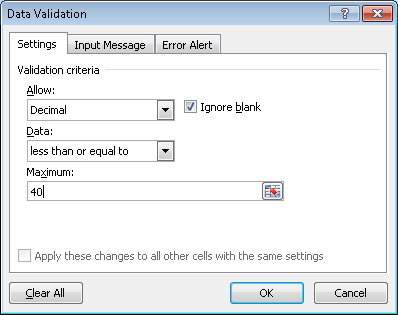 Data Validation
Settings
Input Message
Error Alert
Validation criteria
Allow:
Decimal
Ignore blank
Data:
less than or equal to
Maximum:
40
Apply these changes to all other cells with the same settings
Clear All
OK
Cancel